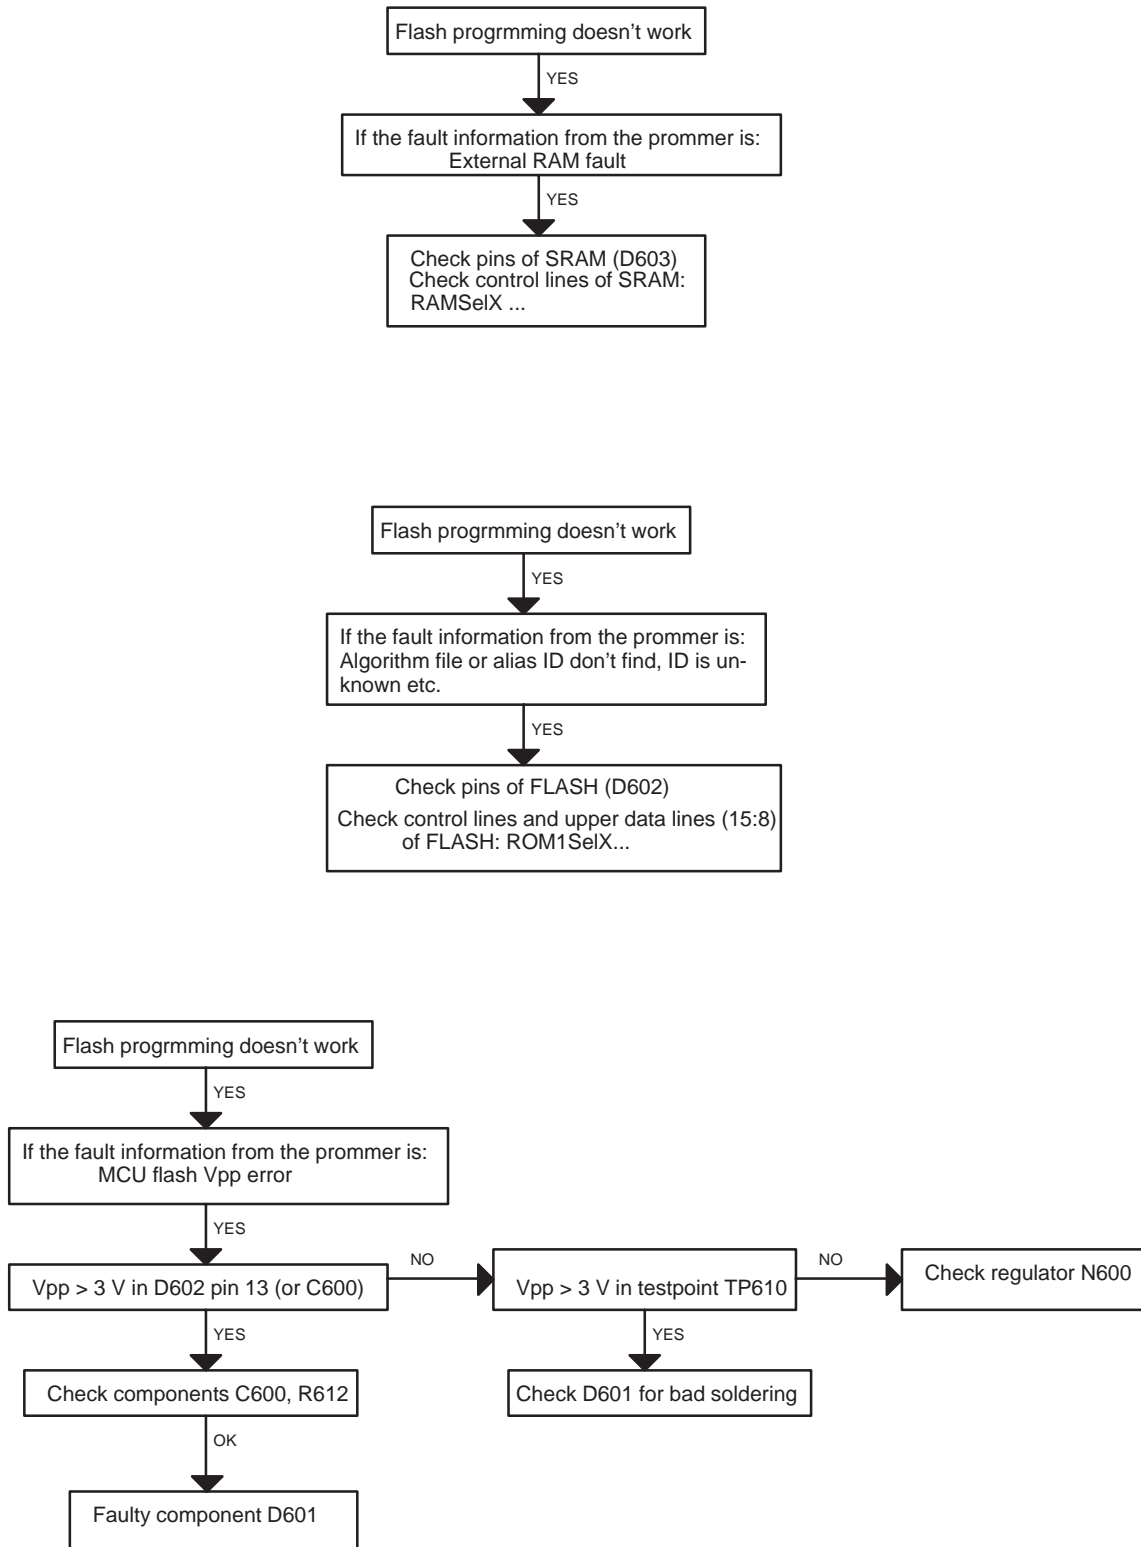 Flash progrmming doesn't work
YES
If the fault information from the prommer is:
External RAM fault
YES
Check pins of SRAM (D603)
Check control lines of SRAM:
RAMSelX ...
Flash progrmming doesn't work
YES
If the fault information from the prommer is:
Algorithm file or alias ID don't find, ID is un-
known etc.
YES
Check pins of FLASH (D602)
Check control lines and upper data lines (15:8)
of FLASH: ROM1SelX...
Flash progrmming doesn't work
YES
If the fault information from the prommer is:
MCU flash Vpp error
YES
Vpp > 3 V in D602 pin 13 (or C600)
NO
Vpp > 3 V in testpoint TP610
NO
Check regulator N600
YES
YES
Check components C600, R612
Check D601 for bad soldering
OK
Faulty component D601